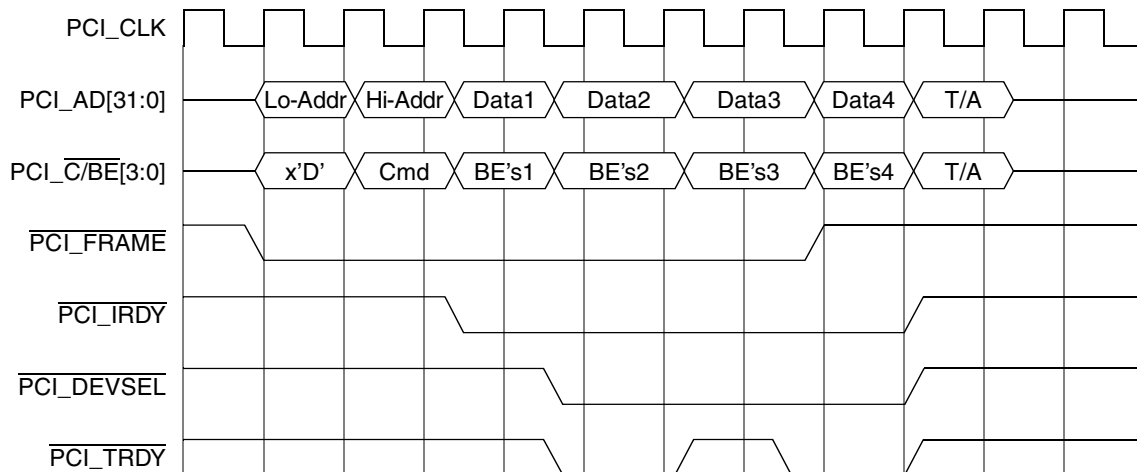 PCI_CLK
PCI_AD[31:0] Lo-Addr Hi-Addr Data1 Data2 Data3 Data4 T/A
PCI_C/BE[3:0] x'D' Cmd BE's1 BE's2 BE's3 BE's4 T/A
PCI_FRAME
PCI_IRDY
PCI_DEVSEL
PCI_TRDY